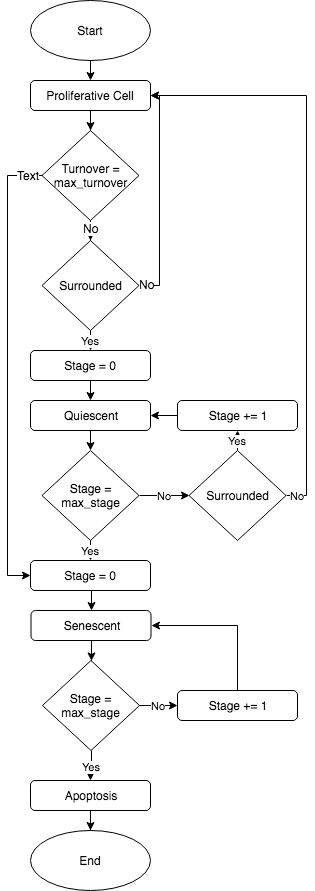 Start
Proliferative Cell
Turnover =
max_turnover
Text
No
Surrounded
No
Yes
Stage = 0
Quiescent
Stage += 1
Yes
Stage =
max_stage
No
Surrounded
No
Yes
Stage = 0
Senescent
Stage =
max_stage
No
Stage += 1
Yes
Apoptosis
End